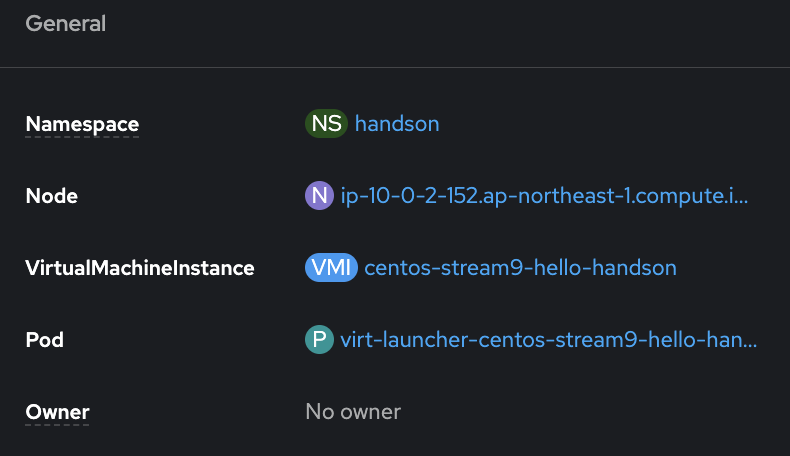 General
Namespace NS handson
Node N ip-10-0-2-152.ap-northeast-1.compute.i...
VirtualMachineInstance VMI centos-stream9-hello-handson
Pod P virt-launcher-centos-stream9-hello-han...
Owner No owner